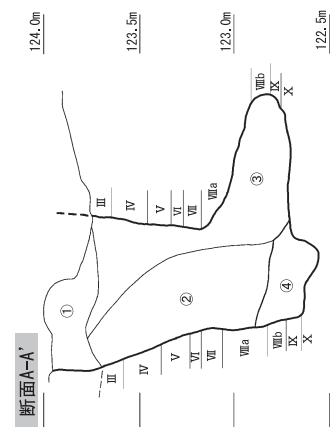 断面A-A'
124.0m
123.5m
123.0m
122.5m
Ⅲ
Ⅳ
Ⅴ
Ⅵ
Ⅶ
Ⅷa
Ⅷb
Ⅸ
Ⅹ
①
②
③
④
Ⅲ
Ⅳ
Ⅴ
Ⅵ
Ⅶ
Ⅷa
Ⅷb
Ⅸ
Ⅹ